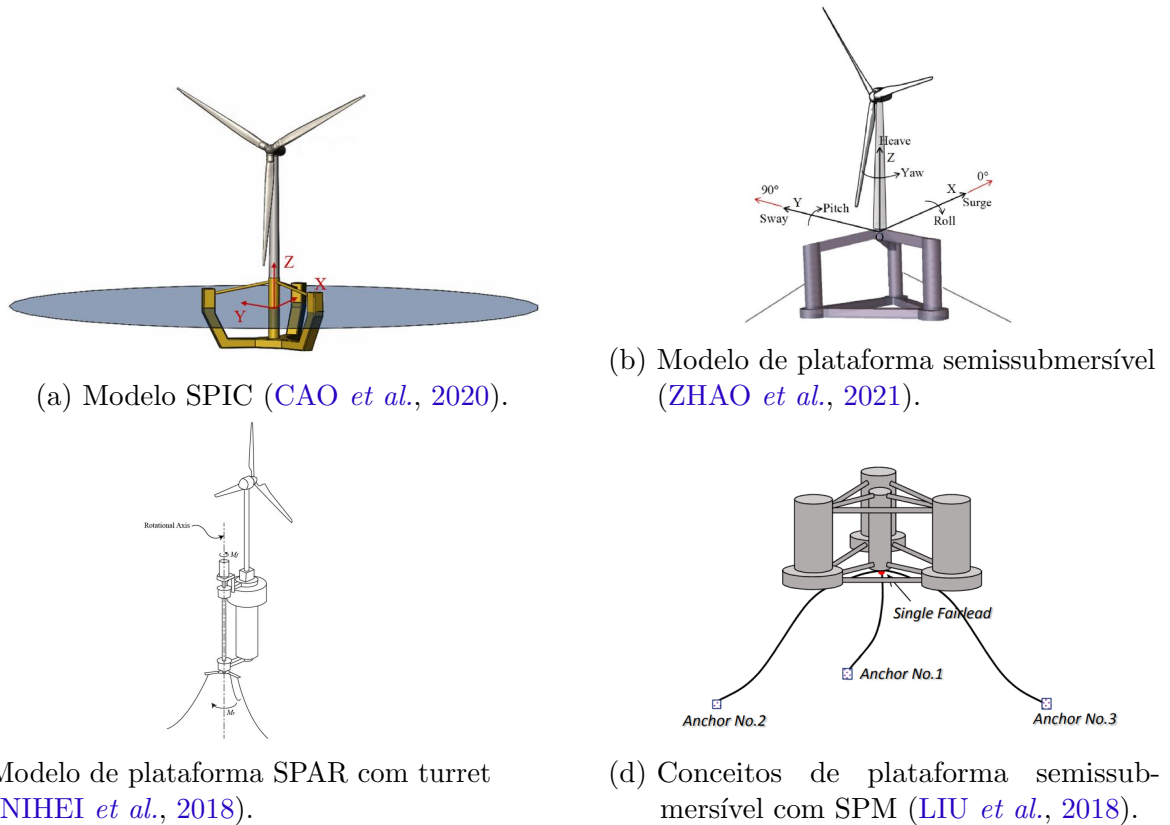 Z
X
Y
(a) Modelo SPIC (CAO et al., 2020).
Heave
Z
Yaw
90°
0°
Y
Pitch
X
Sway
Surge
Roll
O
(b) Modelo de plataforma semissubmersível
(ZHAO et al., 2021).
Rotational Axis
Modelo de plataforma SPAR com turret
NIHEI et al., 2018).
Single Fairlead
Anchor No.1
Anchor No.2
Anchor No.3
(d) Conceitos de plataforma semissub-
mersível com SPM (LIU et al., 2018).